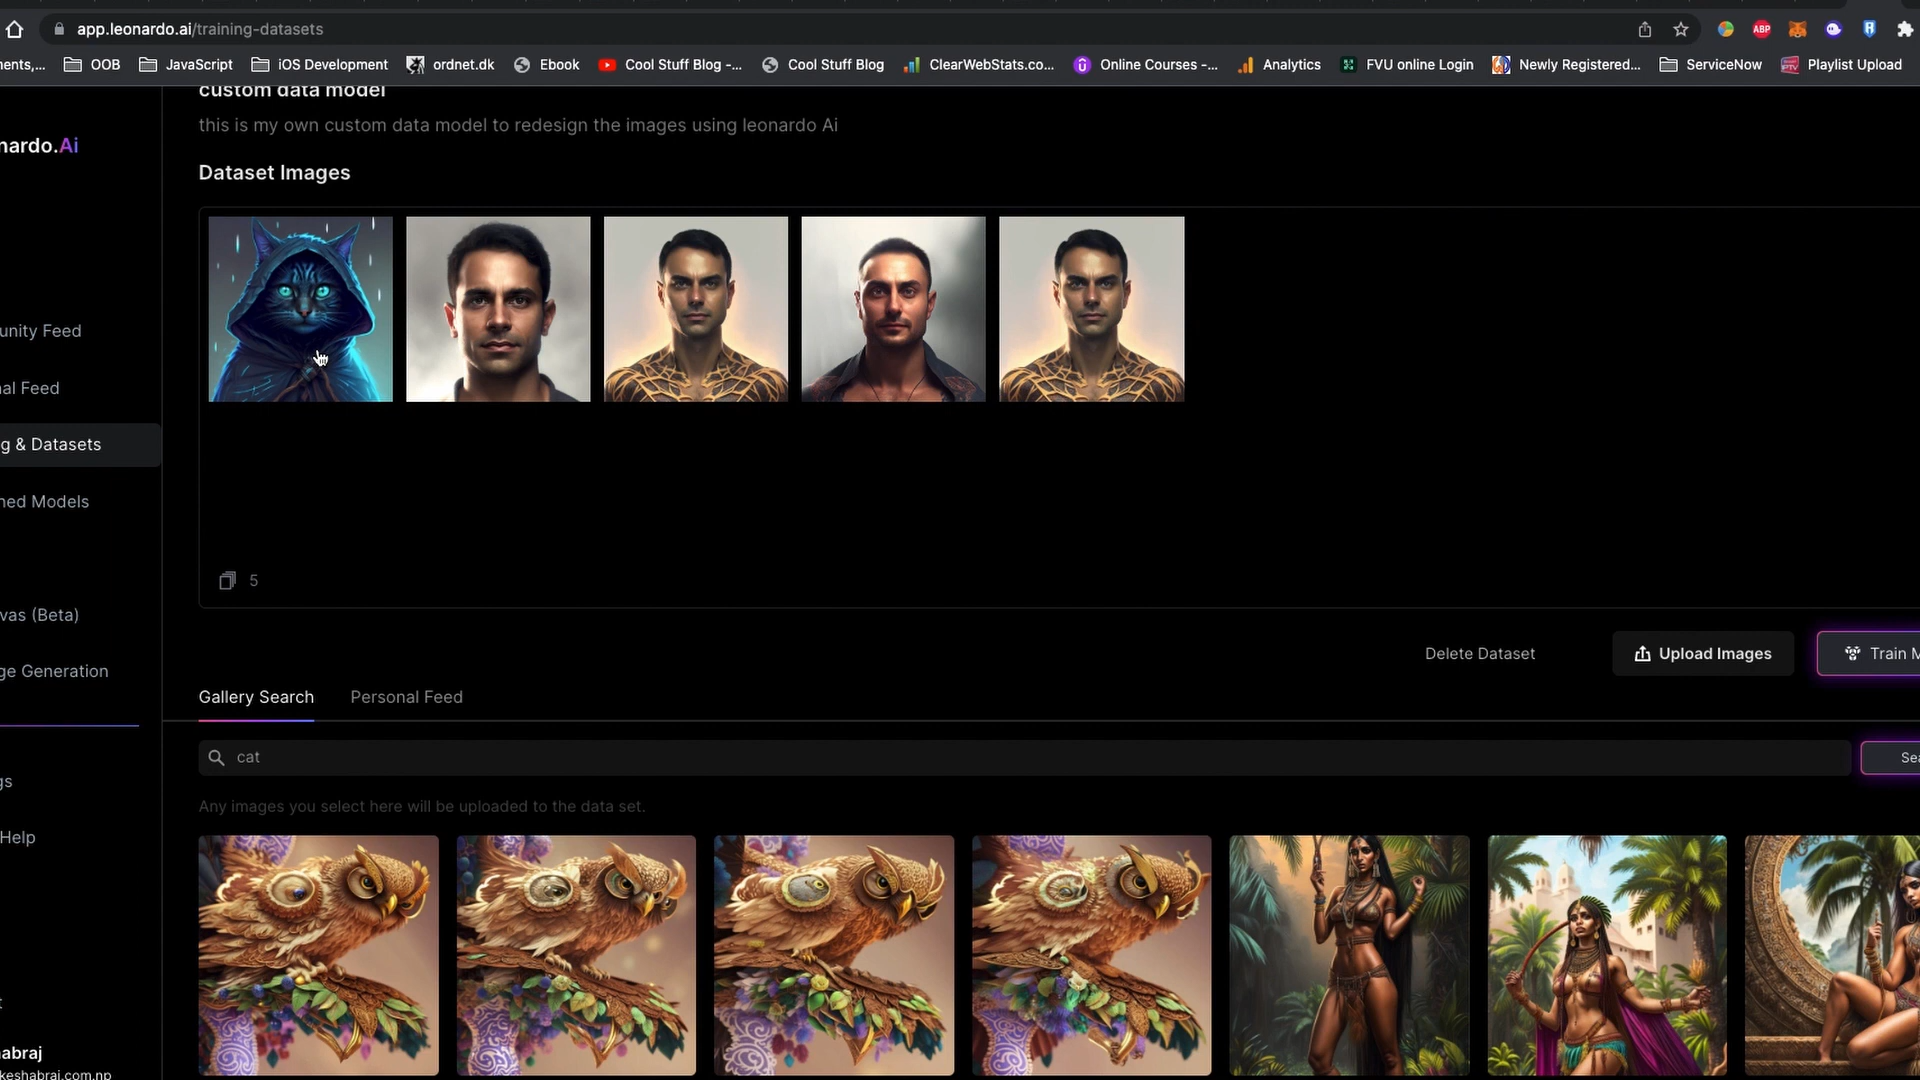 app.leonardo.ai/training-datasets
ABP
ents,... OOB JavaScript iOS Development ordnet.dk Ebook Cool Stuff Blog -... Cool Stuff Blog ClearWebStats.co... Online Courses -... Analytics FVU online Login Newly Registered... ServiceNow Playlist Upload
custom data model
this is my own custom data model to redesign the images using leonardo Ai
nardo.Ai
Dataset Images
unity Feed
al Feed
g & Datasets
ned Models
5
vas (Beta)
Delete Dataset Upload Images Train M
ge Generation
Gallery Search Personal Feed
cat Sea
gs
Any images you select here will be uploaded to the data set.
Help
t
abraj
keshabraj.com.np